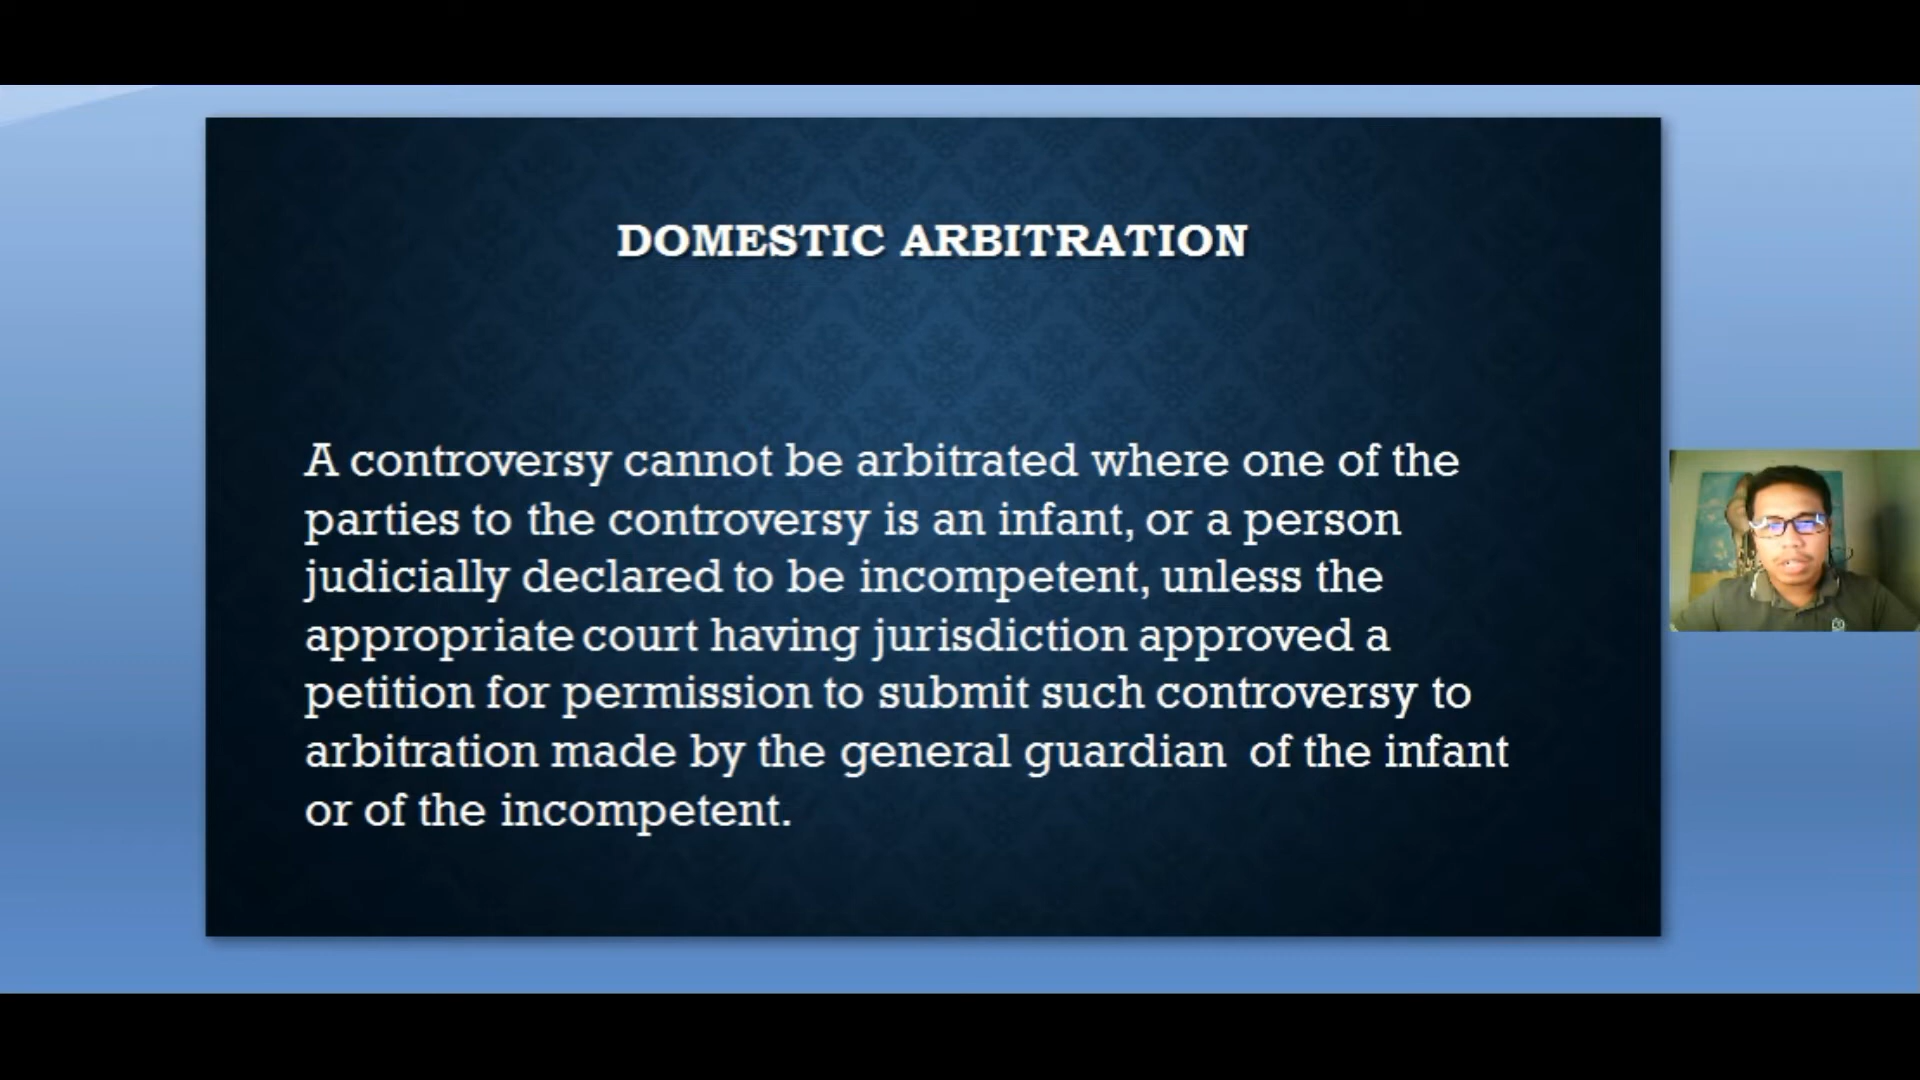 DOMESTIC ARBITRATION
A controversy cannot be arbitrated where one of the
parties to the controversy is an infant, or a person
judicially declared to be incompetent, unless the
appropriate court having jurisdiction approved a
petition for permission to submit such controversy to
arbitration made by the general guardian of the infant
or of the incompetent.